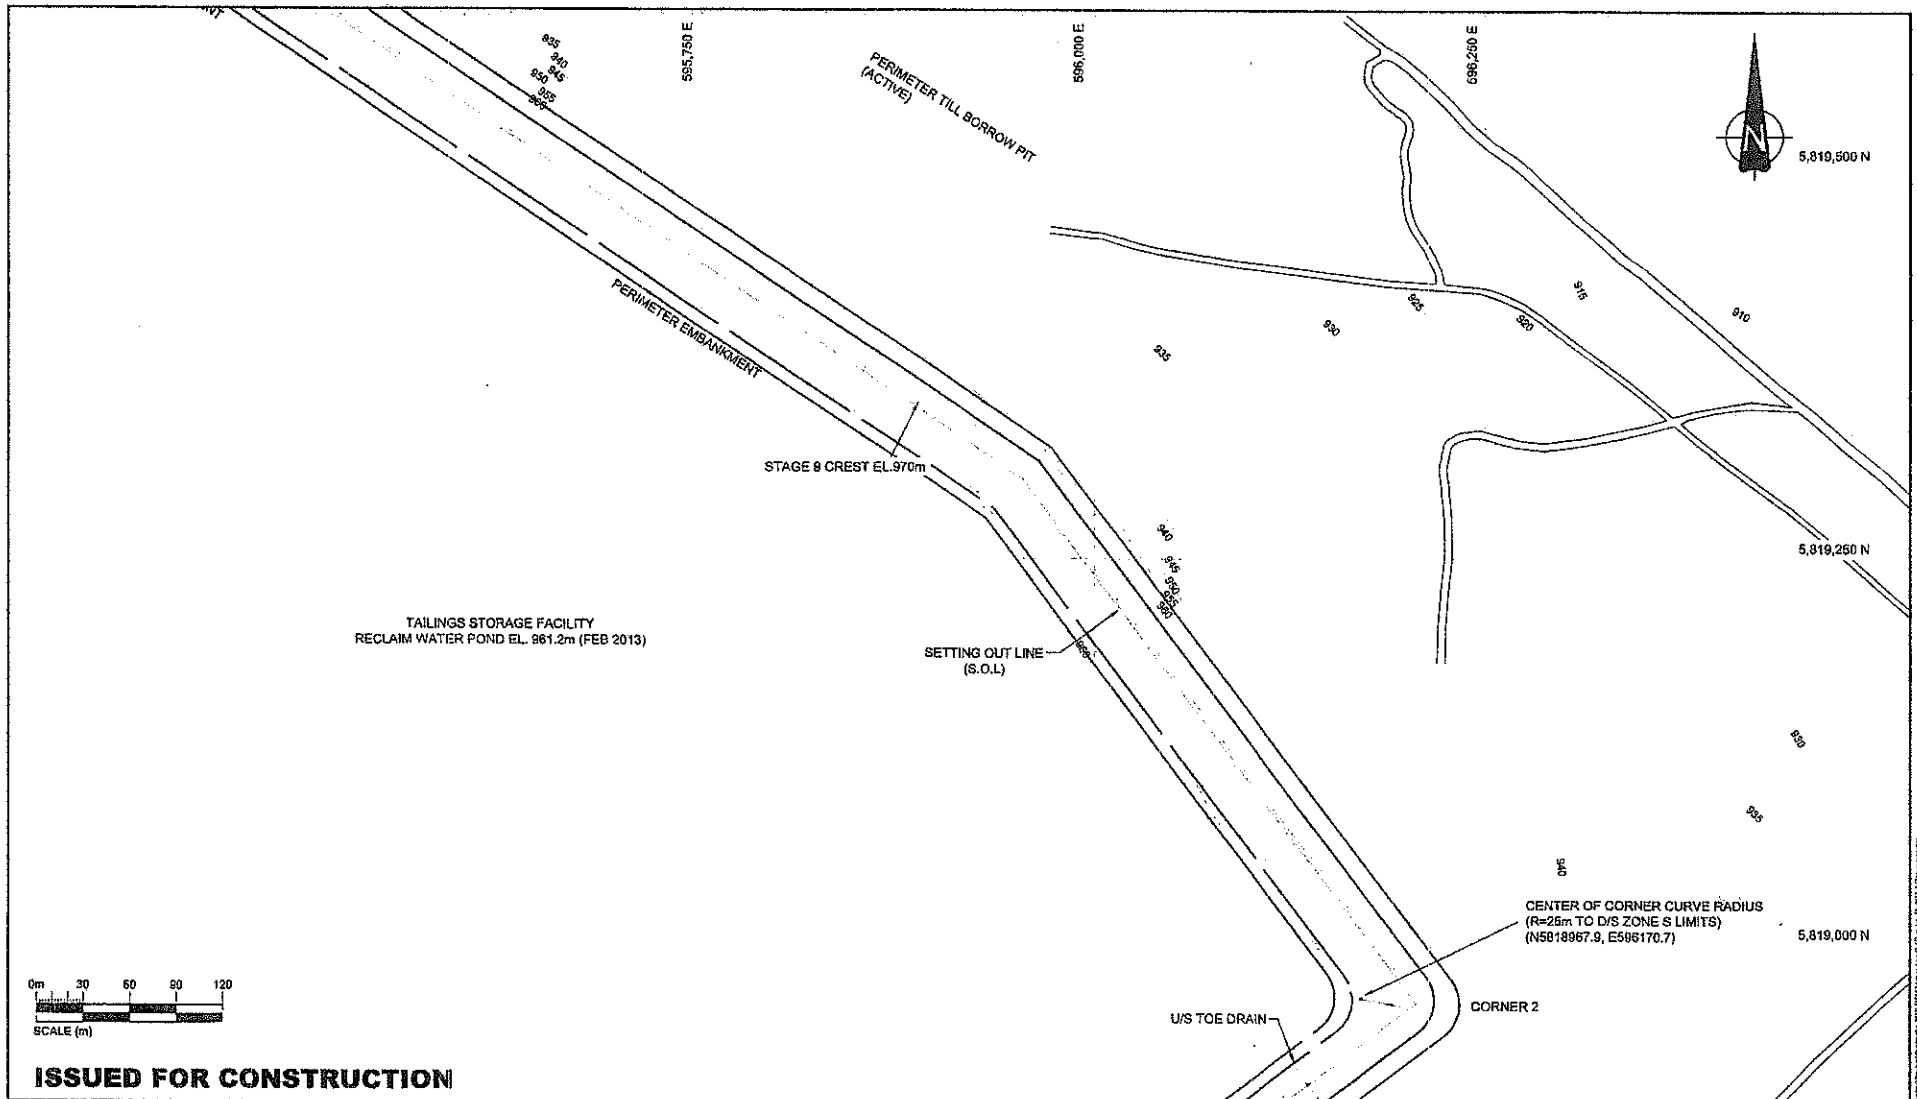 595,750 E
596,000 E
596,250 E
935
940
945
950
955
PERIMETER TILL BORROW PIT
(ACTIVE)
N
5,819,500 N
PERIMETER EMBANKMENT
925
915
920
910
930
935
STAGE 9 CREST EL.970m
940
945
950
955
960
5,819,250 N
TAILINGS STORAGE FACILITY
RECLAIM WATER POND EL. 961.2m (FEB 2013)
SETTING OUT LINE
(S.O.L)
930
935
940
CENTER OF CORNER CURVE RADIUS
(R=25m TO D/S ZONE S LIMITS)
(N5818967.9, E596170.7)
5,819,000 N
0m 30 60 90 120
SCALE (m)
U/S TOE DRAIN
CORNER 2
ISSUED FOR CONSTRUCTION